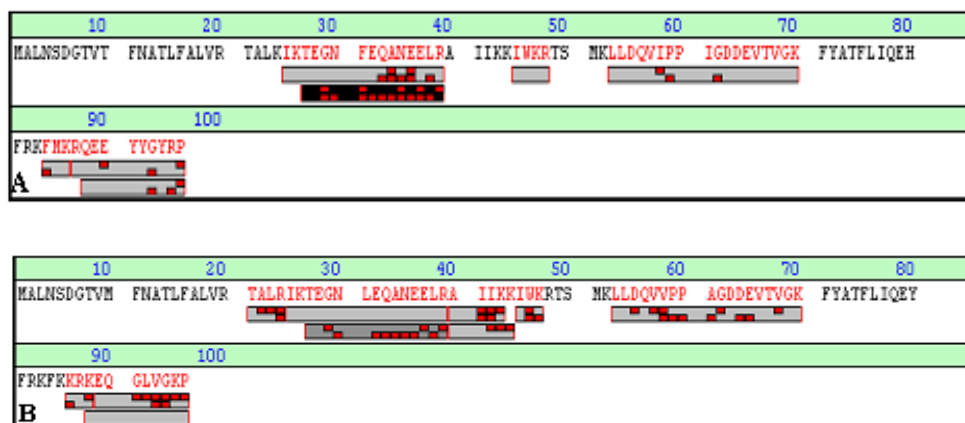 10 20 30 40 50 60 70 80
MALNSDGTVT FNATLFALVR TALKIKTEGN FEQANEELRA IIKKIWKRTS MKLLDQVIPP IGDDEVTVGK FYATFLIQEH
90 100
FRKFMKRQEE YYGYRP
A
10 20 30 40 50 60 70 80
MALNSDGTVM FNATLFALVR TALRIKTEGN LEQANEELRA IIKKIWKRTS MKLLDQVVPP AGDDEVTVGK FYATFLIQEY
90 100
FRKFKKRKEQ GLVGKP
B